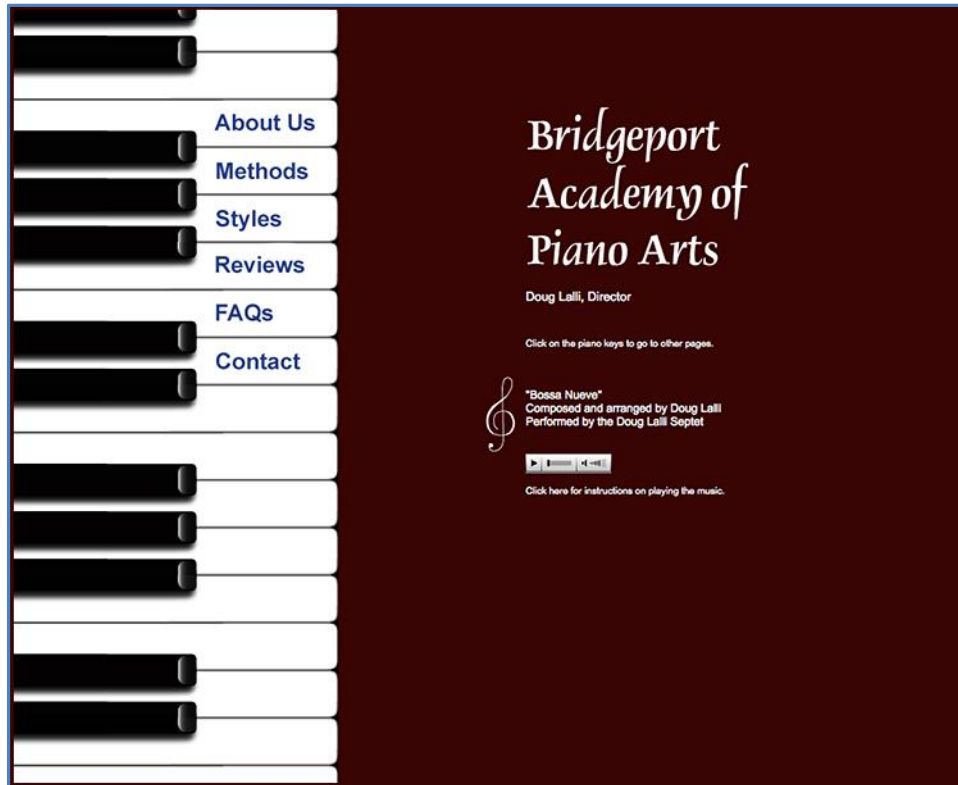 About Us
Methods
Styles
Reviews
FAQs
Contact
Bridgeport
Academy of
Piano Arts
Doug Lalli, Director
Click on the piano keys to go to other pages.
"Bossa Nueve"
Composed and arranged by Doug Lalli
Performed by the Doug Lalli Septet
Click here for instructions on playing the music.